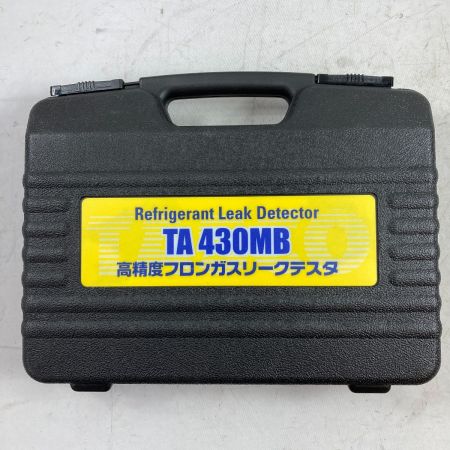 Refrigerant Leak Detector
TA 430MB
高精度フロンガスリークテスタ